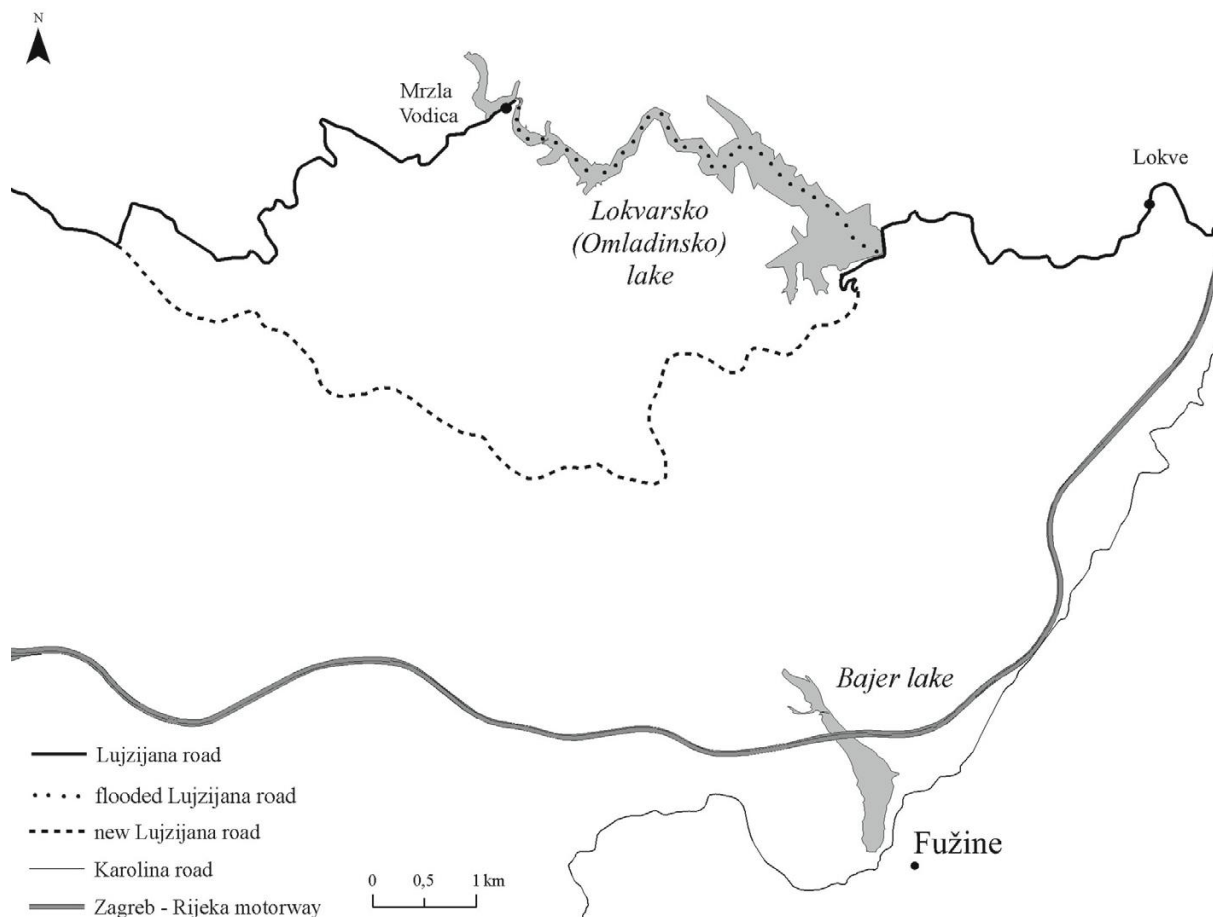 N
Mrzla
Vodica
Lokve
Lokvarsko
(Omladinsko)
lake
Bajer lake
Fužine
Lujzijana road
flooded Lujzijana road
new Lujzijana road
Karolina road
Zagreb - Rijeka motorway
0 0,5 1 km